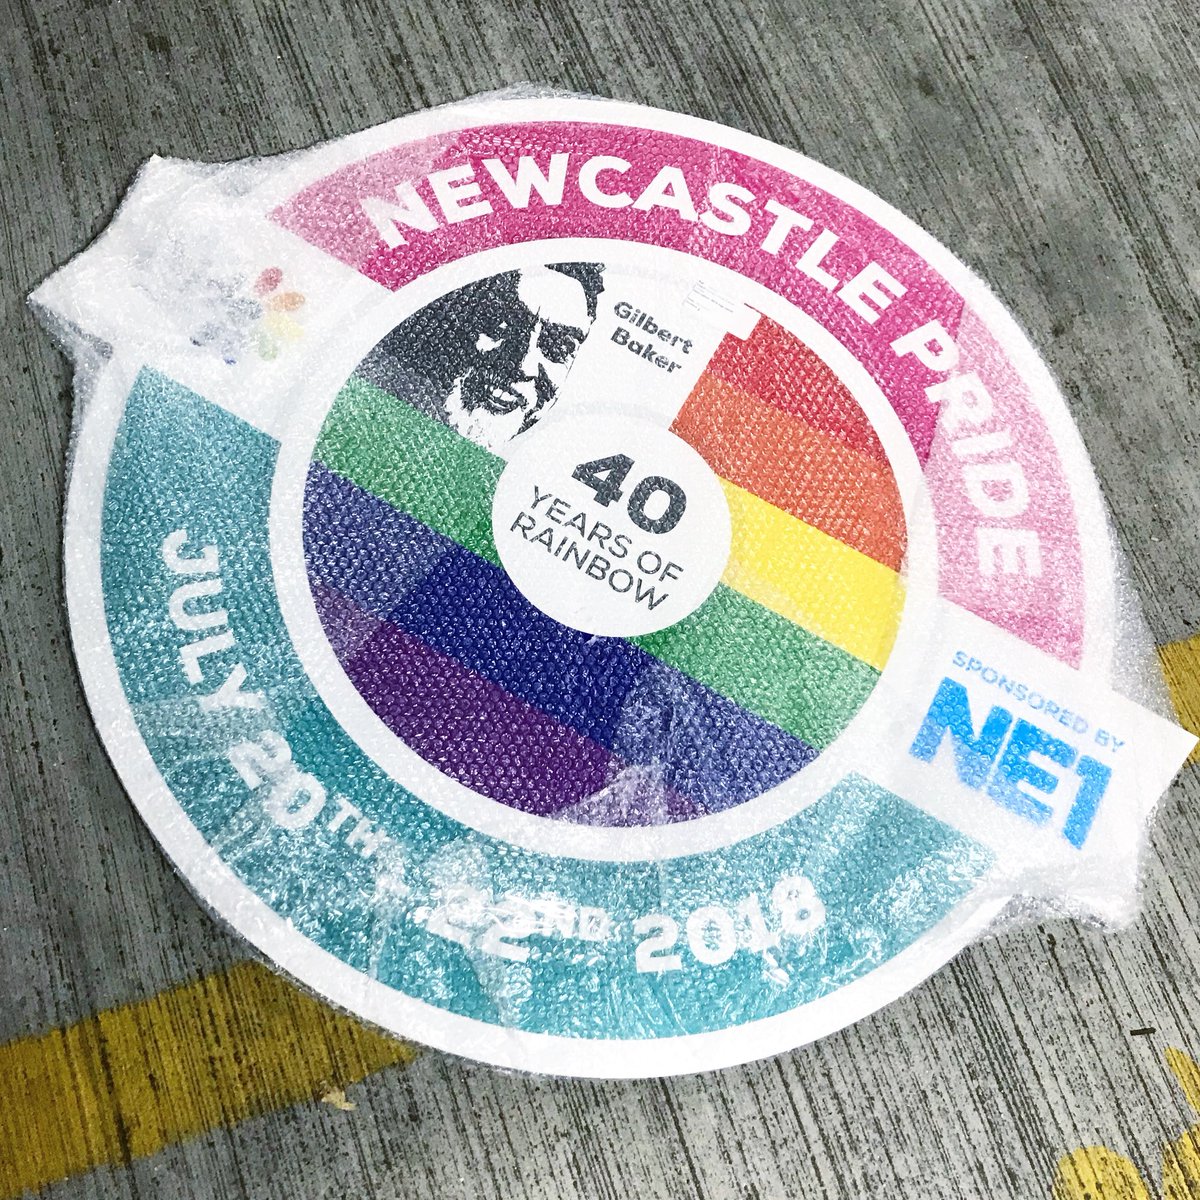 NEWCASTLE PRIDE
Gilbert
Baker
40
YEARS OF
RAINBOW
SPONSORED BY
NE1
JULY 20TH - 22ND 2018